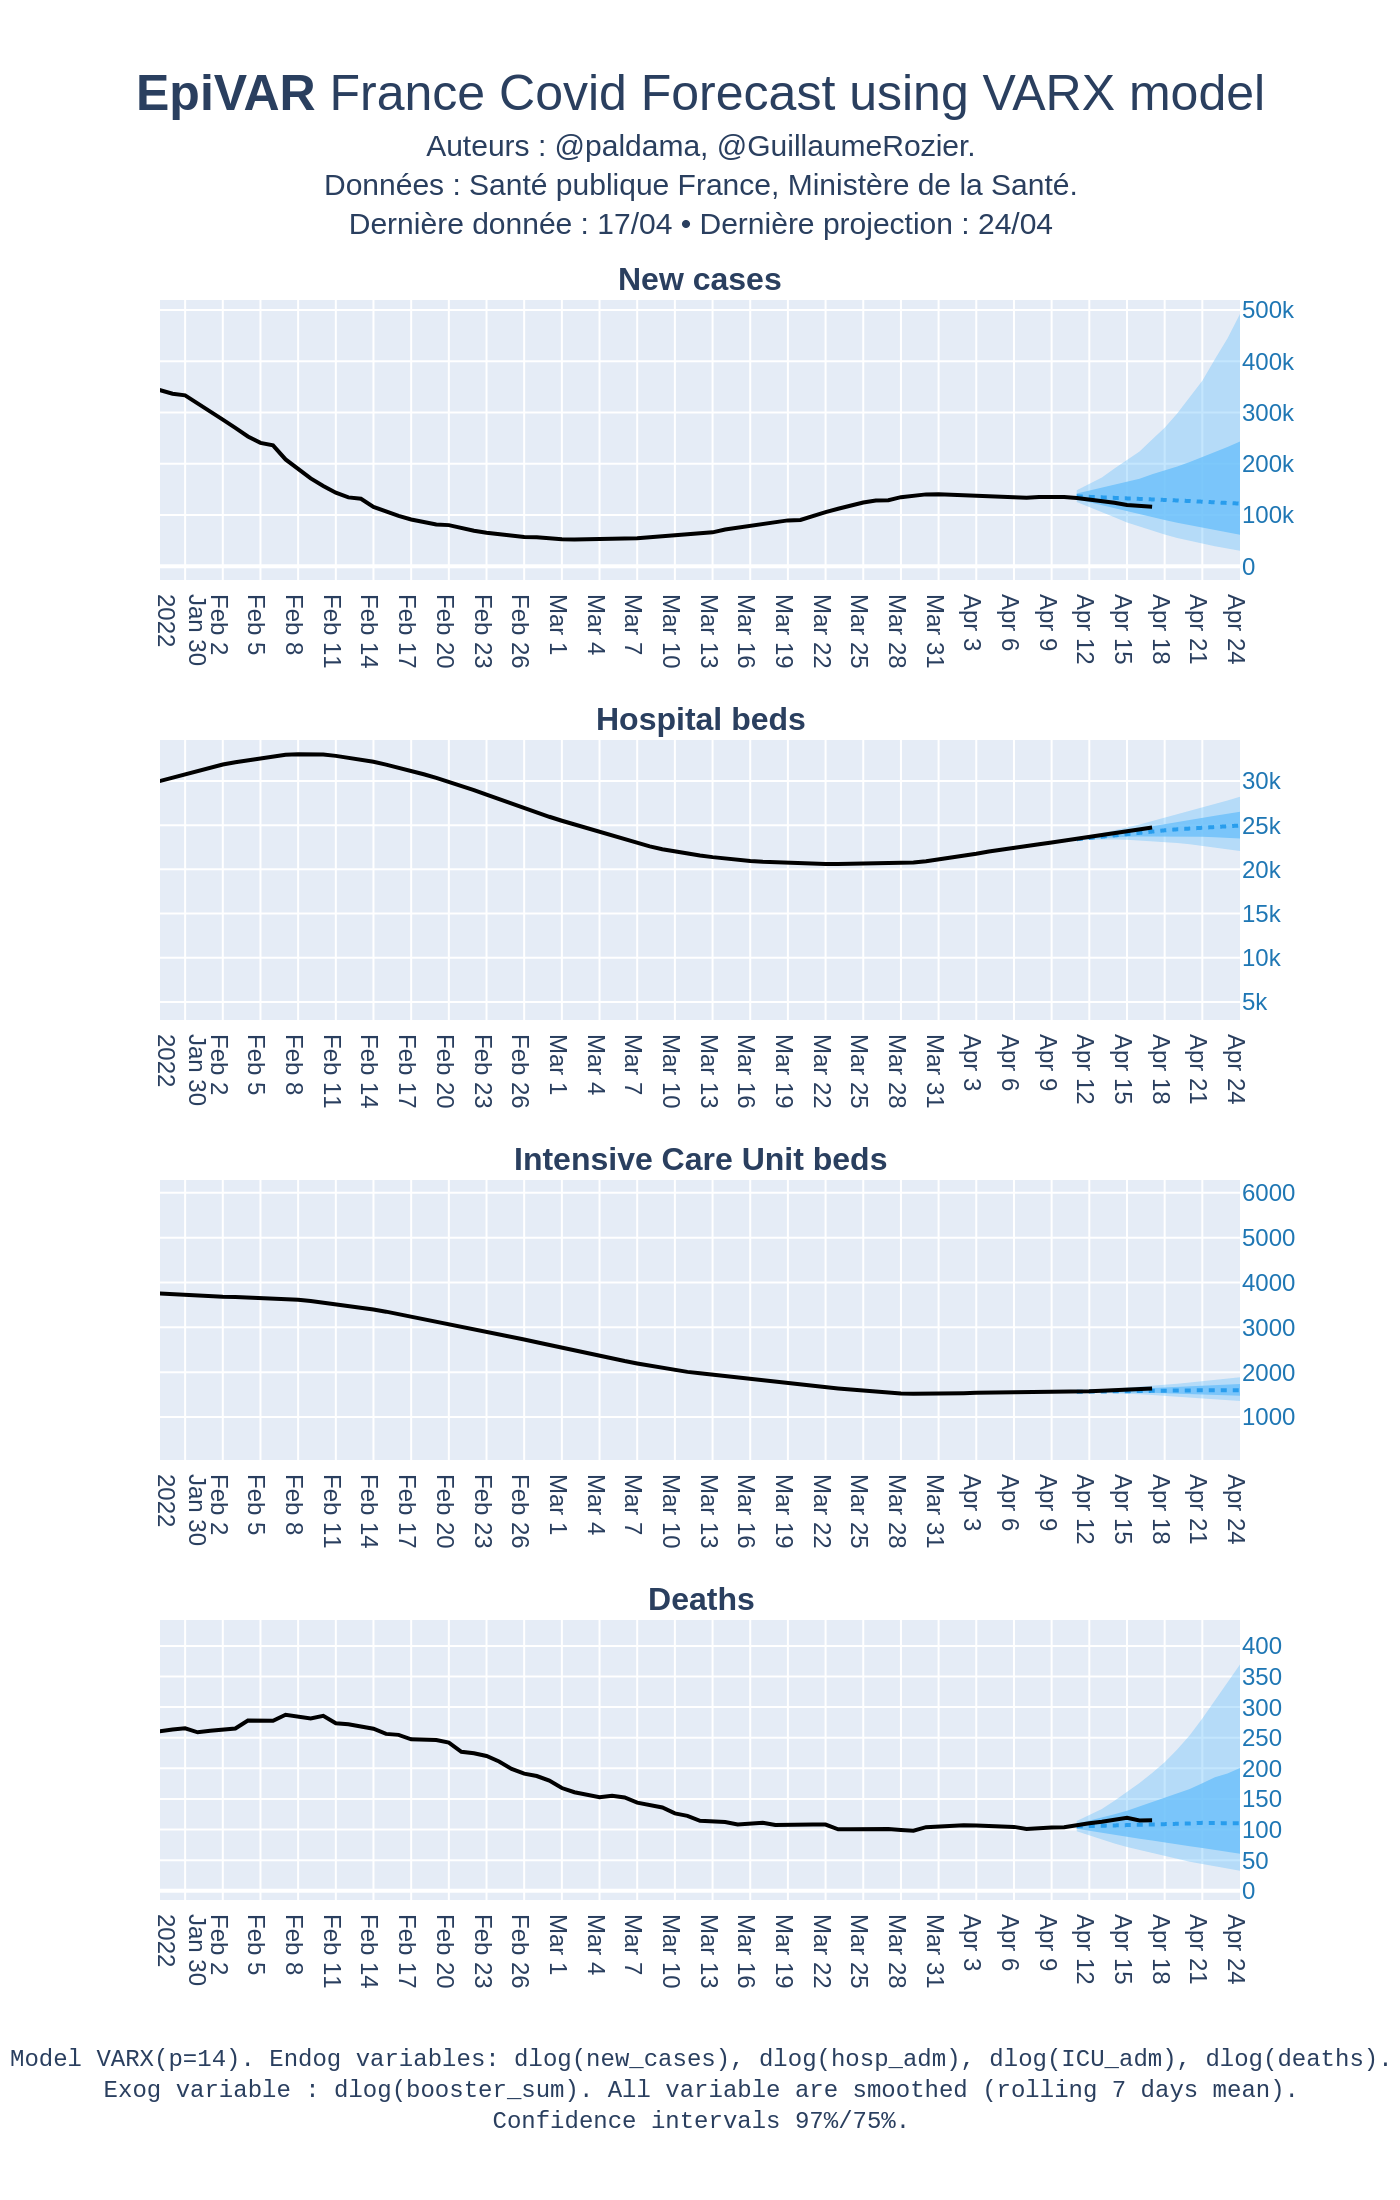 EpiVAR France Covid Forecast using VARX model
Auteurs : @paldama, @GuillaumeRozier.
Données : Santé publique France, Ministère de la Santé.
Dernière donnée : 17/04 • Dernière projection : 24/04
New cases
500k
400k
300k
200k
100k
0
2022
Jan 30
Feb 2
Feb 5
Feb 8
Feb 11
Feb 14
Feb 17
Feb 20
Feb 23
Feb 26
Mar 1
Mar 4
Mar 7
Mar 10
Mar 13
Mar 16
Mar 19
Mar 22
Mar 25
Mar 28
Mar 31
Apr 3
Apr 6
Apr 9
Apr 12
Apr 15
Apr 18
Apr 21
Apr 24
Hospital beds
30k
25k
20k
15k
10k
5k
2022
Jan 30
Feb 2
Feb 5
Feb 8
Feb 11
Feb 14
Feb 17
Feb 20
Feb 23
Feb 26
Mar 1
Mar 4
Mar 7
Mar 10
Mar 13
Mar 16
Mar 19
Mar 22
Mar 25
Mar 28
Mar 31
Apr 3
Apr 6
Apr 9
Apr 12
Apr 15
Apr 18
Apr 21
Apr 24
Intensive Care Unit beds
6000
5000
4000
3000
2000
1000
2022
Jan 30
Feb 2
Feb 5
Feb 8
Feb 11
Feb 14
Feb 17
Feb 20
Feb 23
Feb 26
Mar 1
Mar 4
Mar 7
Mar 10
Mar 13
Mar 16
Mar 19
Mar 22
Mar 25
Mar 28
Mar 31
Apr 3
Apr 6
Apr 9
Apr 12
Apr 15
Apr 18
Apr 21
Apr 24
Deaths
400
350
300
250
200
150
100
50
0
2022
Jan 30
Feb 2
Feb 5
Feb 8
Feb 11
Feb 14
Feb 17
Feb 20
Feb 23
Feb 26
Mar 1
Mar 4
Mar 7
Mar 10
Mar 13
Mar 16
Mar 19
Mar 22
Mar 25
Mar 28
Mar 31
Apr 3
Apr 6
Apr 9
Apr 12
Apr 15
Apr 18
Apr 21
Apr 24
Model VARX(p=14). Endog variables: dlog(new_cases), dlog(hosp_adm), dlog(ICU_adm), dlog(deaths).
Exog variable : dlog(booster_sum). All variable are smoothed (rolling 7 days mean).
Confidence intervals 97%/75%.